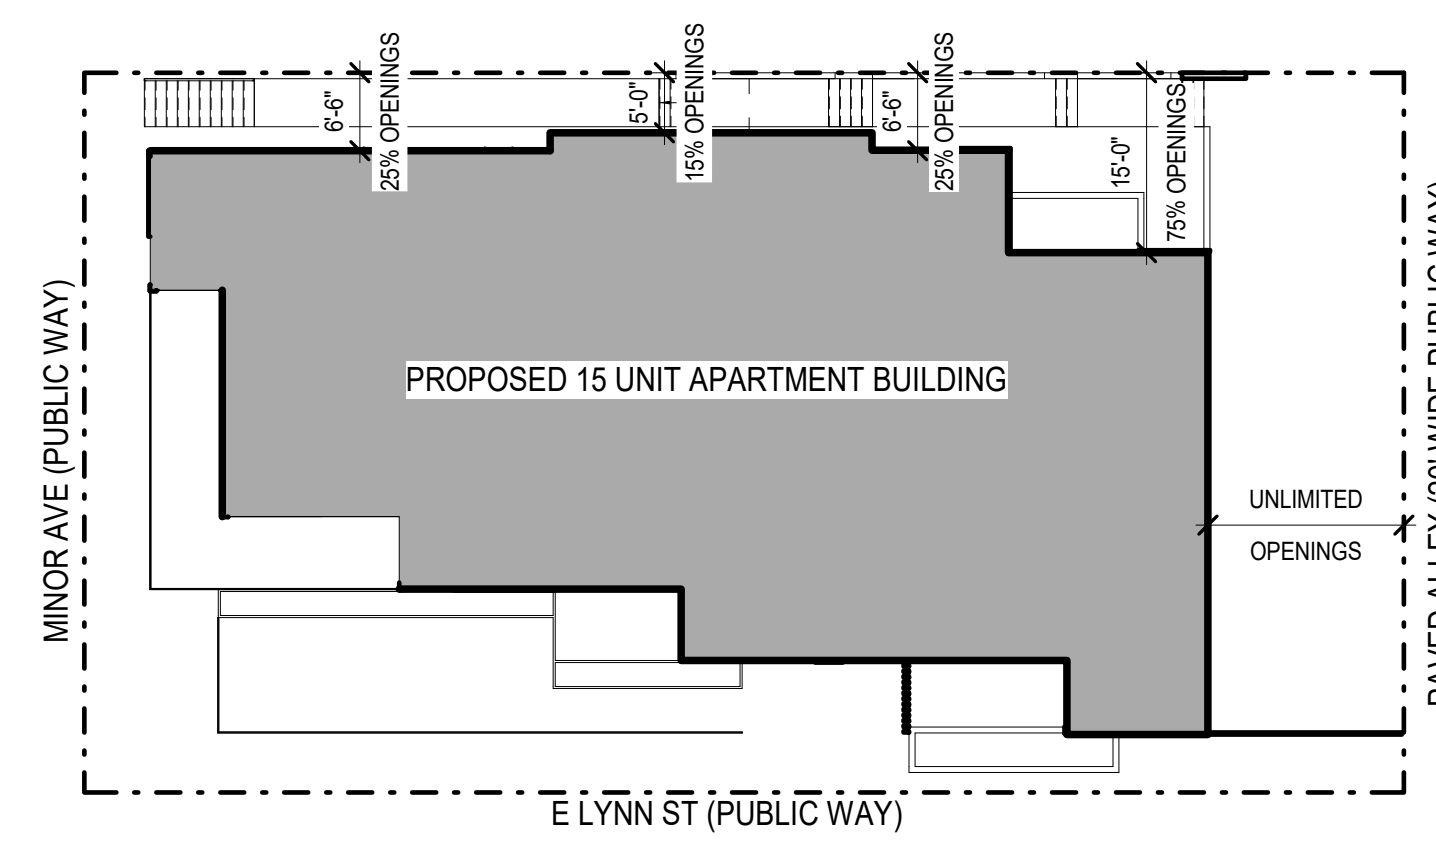 6'-6"
25% OPENINGS
5'-0"
15% OPENINGS
6'-6"
25% OPENINGS
15'-0"
75% OPENINGS
MINOR AVE (PUBLIC WAY)
PROPOSED 15 UNIT APARTMENT BUILDING
UNLIMITED
OPENINGS
E LYNN ST (PUBLIC WAY)